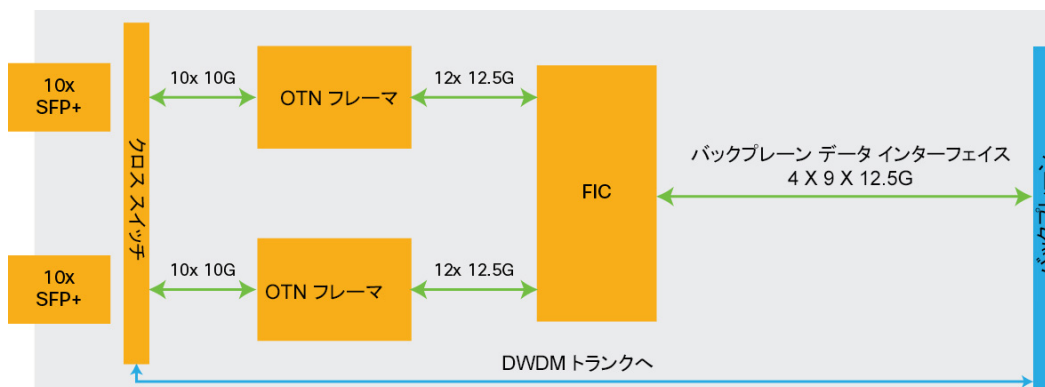 10x
SFP+
10x
SFP+
クロス スイッチ
10x 10G
10x 10G
OTN フレーマ
OTN フレーマ
12x 12.5G
12x 12.5G
FIC
バックプレーン データ インターフェイス
4 X 9 X 12.5G
DWDM トランクへ